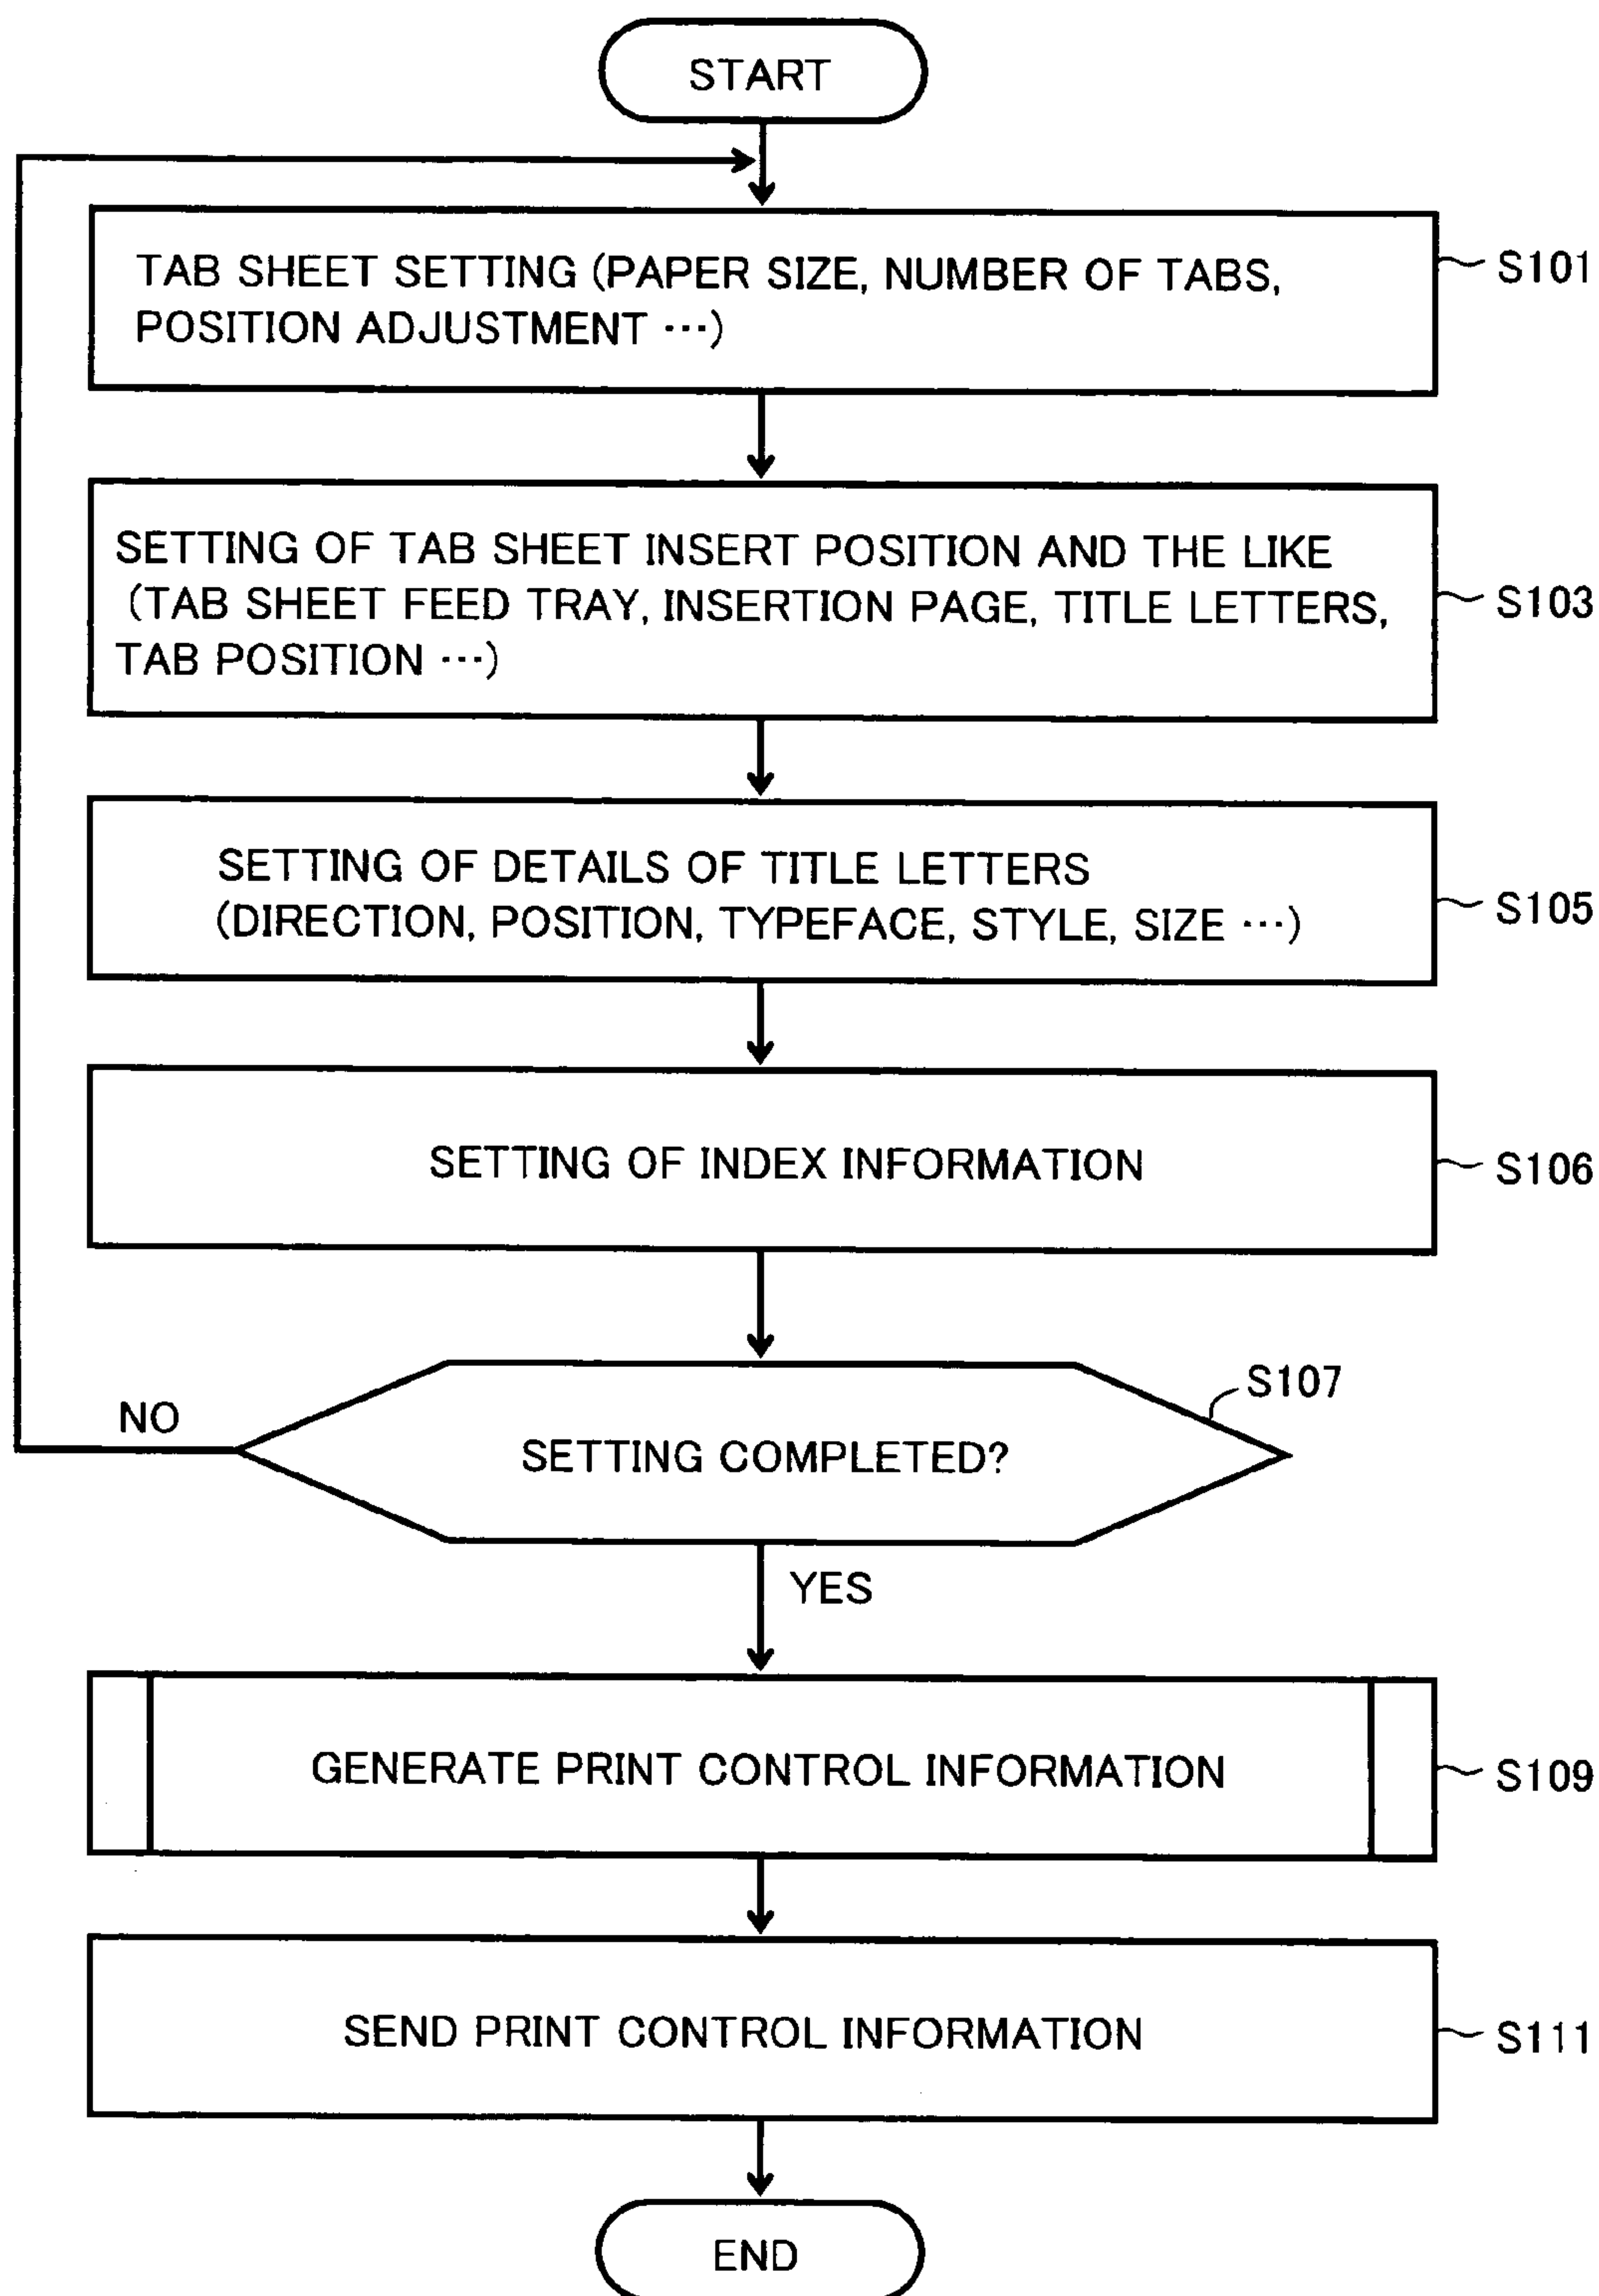 START
TAB SHEET SETTING (PAPER SIZE, NUMBER OF TABS,
POSITION ADJUSTMENT ···)
S101
SETTING OF TAB SHEET INSERT POSITION AND THE LIKE
(TAB SHEET FEED TRAY, INSERTION PAGE, TITLE LETTERS,
TAB POSITION ···)
S103
SETTING OF DETAILS OF TITLE LETTERS
(DIRECTION, POSITION, TYPEFACE, STYLE, SIZE ···)
S105
SETTING OF INDEX INFORMATION
S106
S107
NO
SETTING COMPLETED?
YES
GENERATE PRINT CONTROL INFORMATION
S109
SEND PRINT CONTROL INFORMATION
S111
END